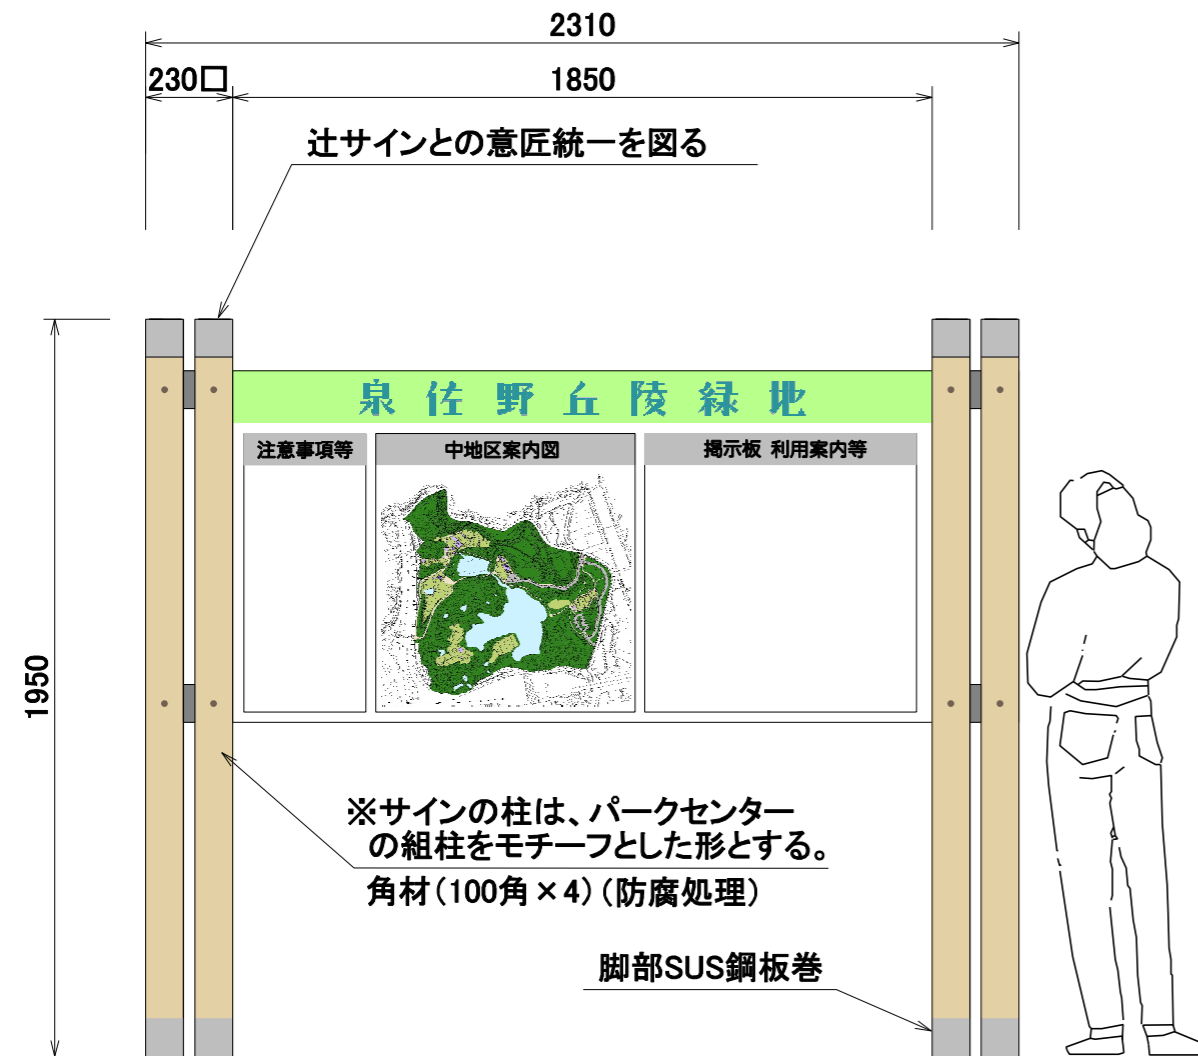 2310
230□
1850
辻サインとの意匠統一を図る
泉佐野丘陵緑地
注意事項等
中地区案内図
掲示板 利用案内等
1950
※サインの柱は、パークセンター
の組柱をモチーフとした形とする。
角材(100角×4)(防腐処理)
脚部SUS鋼板巻